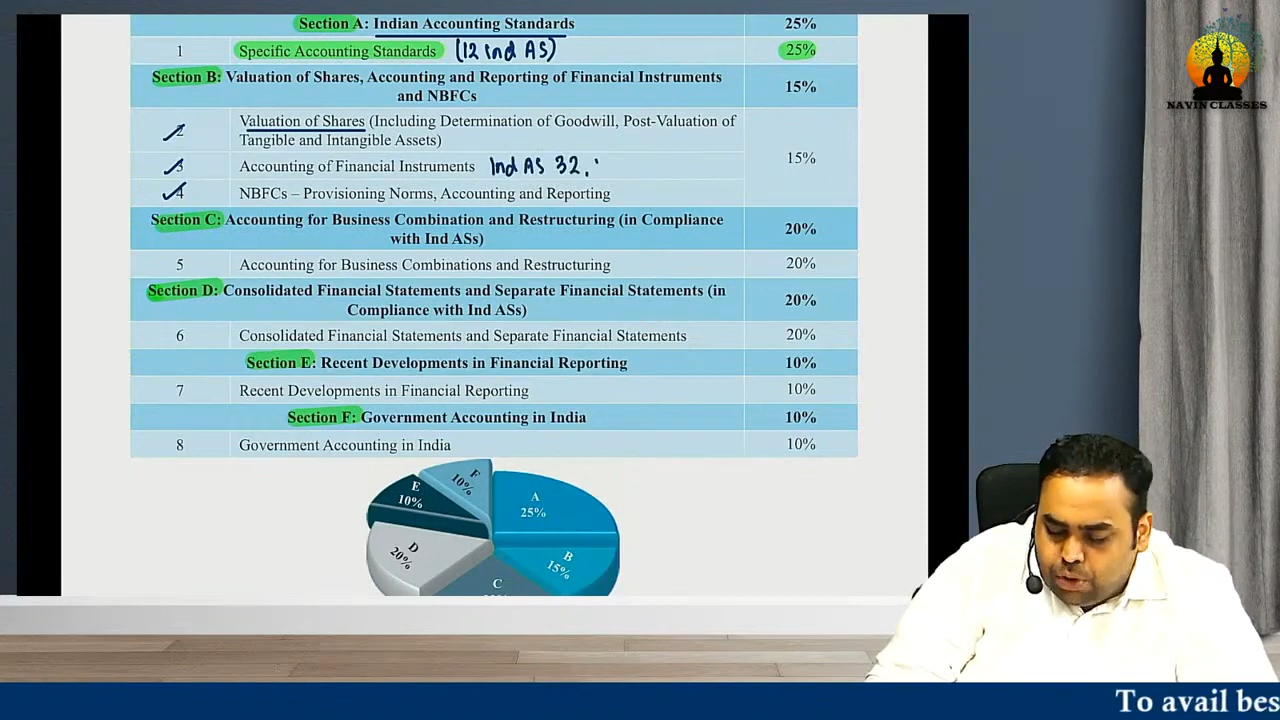 Section A: Indian Accounting Standards 25%
1 Specific Accounting Standards (12 Ind AS) 25%
Section B: Valuation of Shares, Accounting and Reporting of Financial Instruments
and NBFCs
15%
2 Valuation of Shares (Including Determination of Goodwill, Post-Valuation of
Tangible and Intangible Assets)
3 Accounting of Financial Instruments Ind AS 32,
15%
4 NBFCs – Provisioning Norms, Accounting and Reporting
Section C: Accounting for Business Combination and Restructuring (in Compliance
with Ind ASs)
20%
5 Accounting for Business Combinations and Restructuring 20%
Section D: Consolidated Financial Statements and Separate Financial Statements (in
Compliance with Ind ASs)
20%
6 Consolidated Financial Statements and Separate Financial Statements 20%
Section E: Recent Developments in Financial Reporting 10%
7 Recent Developments in Financial Reporting 10%
Section F: Government Accounting in India 10%
8 Government Accounting in India 10%
F
10%
E
10%
A
25%
D
20%
B
15%
C
NAVIN CLASSES
To avail bes